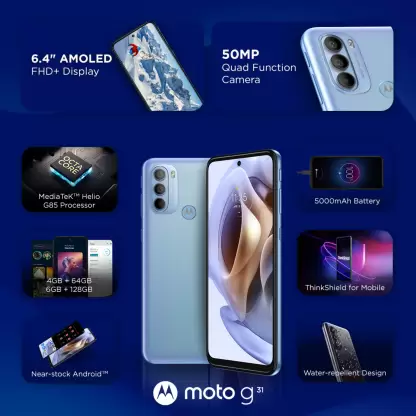 6.4" AMOLED
FHD+ Display
50MP
Quad Function
Camera
OCTA
CORE
MediaTeK™ Helio
G85 Processor
5000mAh Battery
4GB + 64GB
6GB + 128GB
ThinkShield for Mobile
Near-stock Android™
Water-repellent Design
moto g31